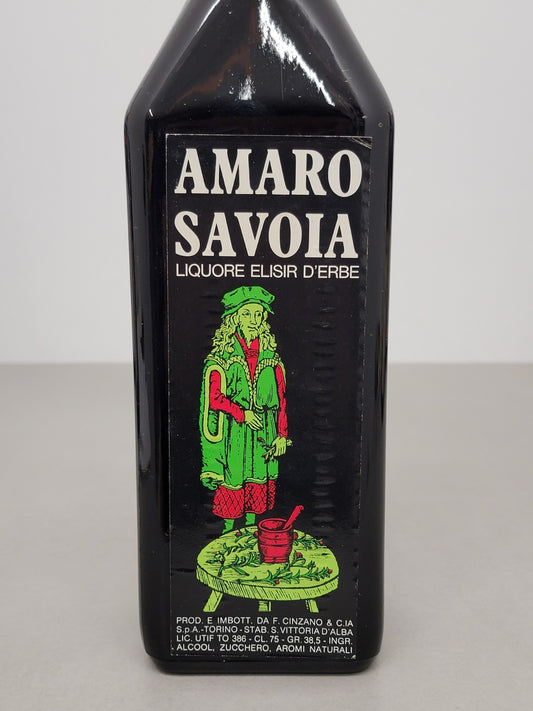 AMARO
SAVOIA
LIQUORE ELISIR D'ERBE
PROD. E IMBOTT. DA F. CINZANO & C.IA
S.p.A.-TORINO - STAB. S. VITTORIA D'ALBA
LIC. UTIF TO 386 - CL. 75 - GR. 38,5 - INGR.
ALCOOL, ZUCCHERO, AROMI NATURALI